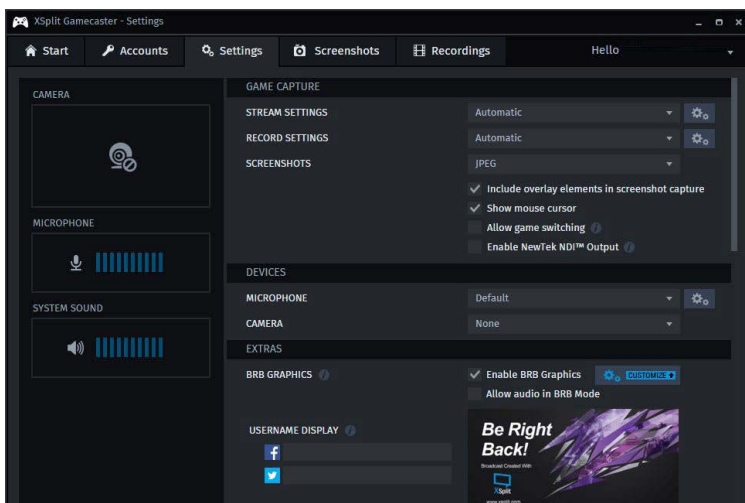 XSplit Gamecaster - Settings
Start
Accounts
Settings
Screenshots
Recordings
Hello
CAMERA
MICROPHONE
SYSTEM SOUND
GAME CAPTURE
STREAM SETTINGS Automatic
RECORD SETTINGS Automatic
SCREENSHOTS JPEG
Include overlay elements in screenshot capture
Show mouse cursor
Allow game switching
Enable NewTek NDI™ Output
DEVICES
MICROPHONE Default
CAMERA None
EXTRAS
BRB GRAPHICS Enable BRB Graphics CUSTOMIZE
Allow audio in BRB Mode
USERNAME DISPLAY
Be Right
Back!
Broadcast Created With
XSplit
www.xsplit.com